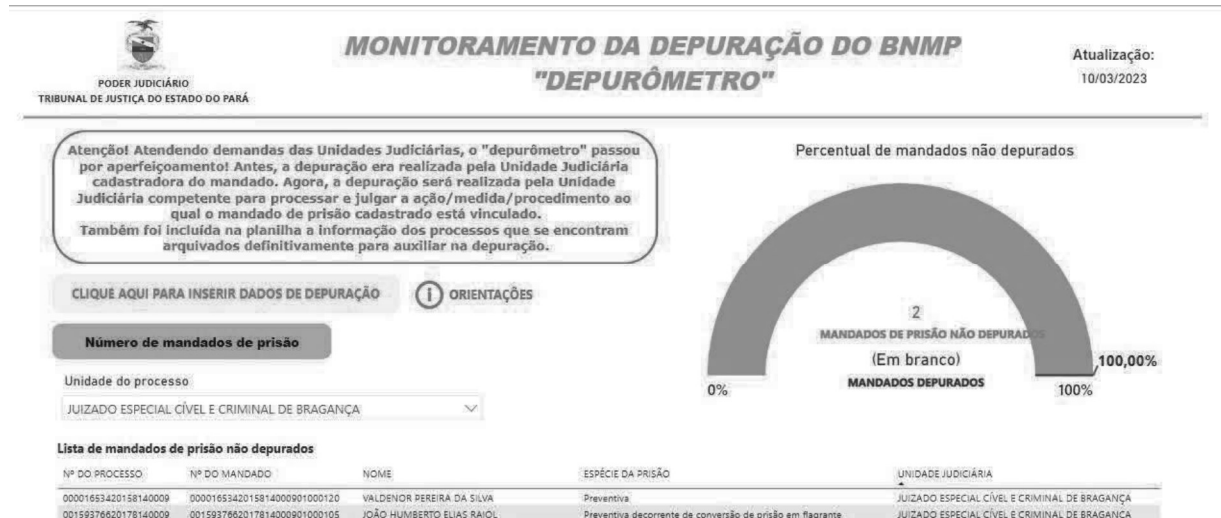 PODER JUDICIÁRIO
TRIBUNAL DE JUSTIÇA DO ESTADO DO PARÁ
MONITORAMENTO DA DEPURAÇÃO DO BNMP
"DEPURÔMETRO"
Atualização:
10/03/2023
Atenção! Atendendo demandas das Unidades Judiciárias, o "depurômetro" passou
por aperfeiçoamento! Antes, a depuração era realizada pela Unidade Judiciária
cadastradora do mandado. Agora, a depuração será realizada pela Unidade
Judiciária competente para processar e julgar a ação/medida/procedimento ao
qual o mandado de prisão cadastrado está vinculado.
Também foi incluída na planilha a informação dos processos que se encontram
arquivados definitivamente para auxiliar na depuração.
CLIQUE AQUI PARA INSERIR DADOS DE DEPURAÇÃO
i ORIENTAÇÕES
Número de mandados de prisão
Unidade do processo
JUIZADO ESPECIAL CÍVEL E CRIMINAL DE BRAGANÇA
Percentual de mandados não depurados
2
MANDADOS DE PRISÃO NÃO DEPURADOS
(Em branco)
MANDADOS DEPURADOS
0%
100%
100,00%
Lista de mandados de prisão não depurados
Nº DO PROCESSO Nº DO MANDADO NOME ESPÉCIE DA PRISÃO UNIDADE JUDICIÁRIA
00001653420158140009 0000165342015814000901000120 VALDENOR PEREIRA DA SILVA Preventiva JUIZADO ESPECIAL CÍVEL E CRIMINAL DE BRAGANÇA
00159376620178140009 0015937662017814000901000105 JOÃO HUMBERTO ELIAS RAIOL Preventiva decorrente de conversão de prisão em flagrante JUIZADO ESPECIAL CÍVEL E CRIMINAL DE BRAGANÇA